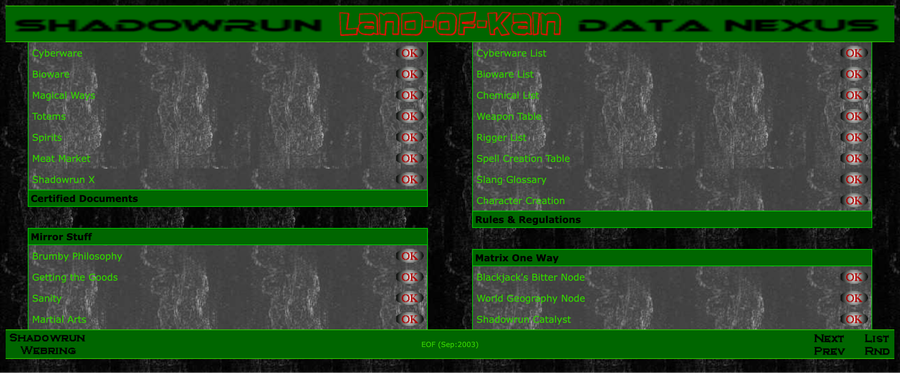 SHADOWRUN LaND-OF-KaiN DATA NEXUS
Cyberware OK
Bioware OK
Magical Ways OK
Totems OK
Spirits OK
Meat Market OK
Shadowrun X OK
Certified Documents
Mirror Stuff
Brumby Philosophy OK
Getting the Goods OK
Sanity OK
Martial Arts OK
Cyberware List OK
Bioware List OK
Chemical List OK
Weapon Table OK
Rigger List OK
Spell Creation Table OK
Slang Glossary OK
Character Creation OK
Rules & Regulations
Matrix One Way
Blackjack's Bitter Node OK
World Geography Node OK
Shadowrun Catalyst OK
Shadowrun
Webring
EOF (Sep:2003)
Next List
Prev Rnd